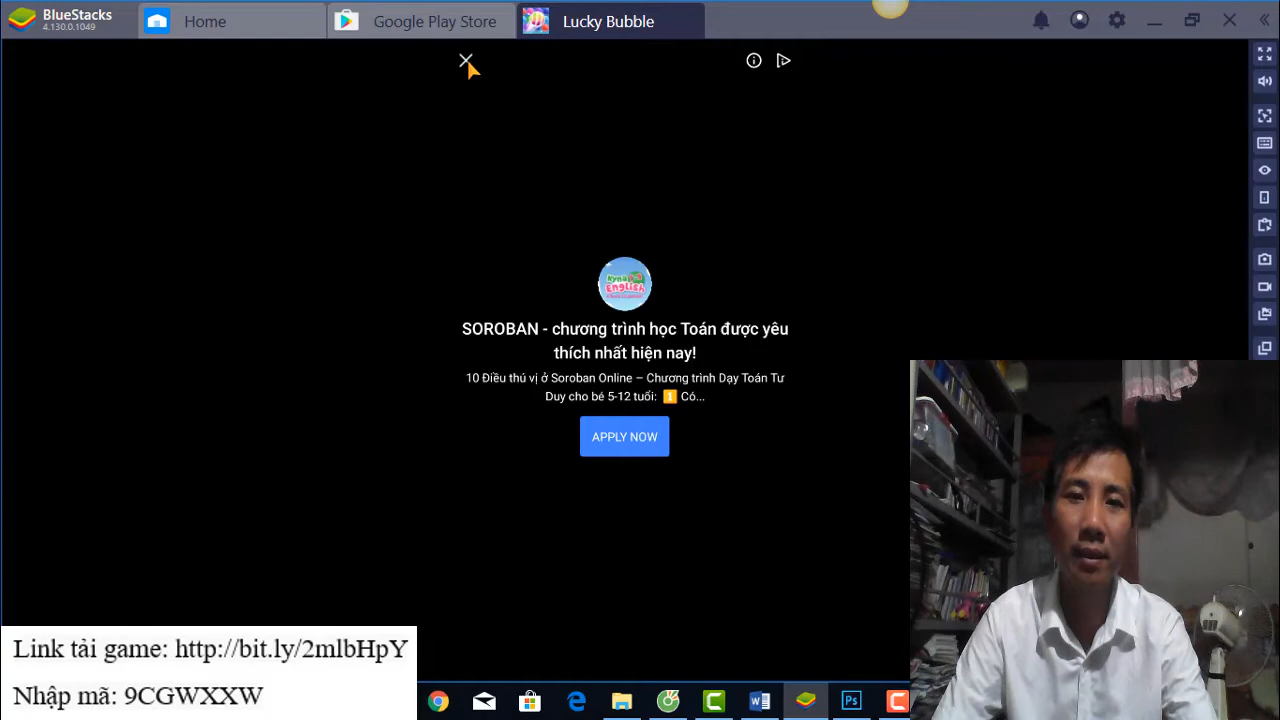 BlueStacks
4.130.0.1049
Home
Google Play Store
Lucky Bubble
Kyna
English
SOROBAN - chương trình học Toán được yêu
thích nhất hiện nay!
10 Điều thú vị ở Soroban Online – Chương trình Dạy Toán Tư
Duy cho bé 5-12 tuổi: 1 Có...
APPLY NOW
Link tải game: http://bit.ly/2mlbHpY
Nhập mã: 9CGWXXW